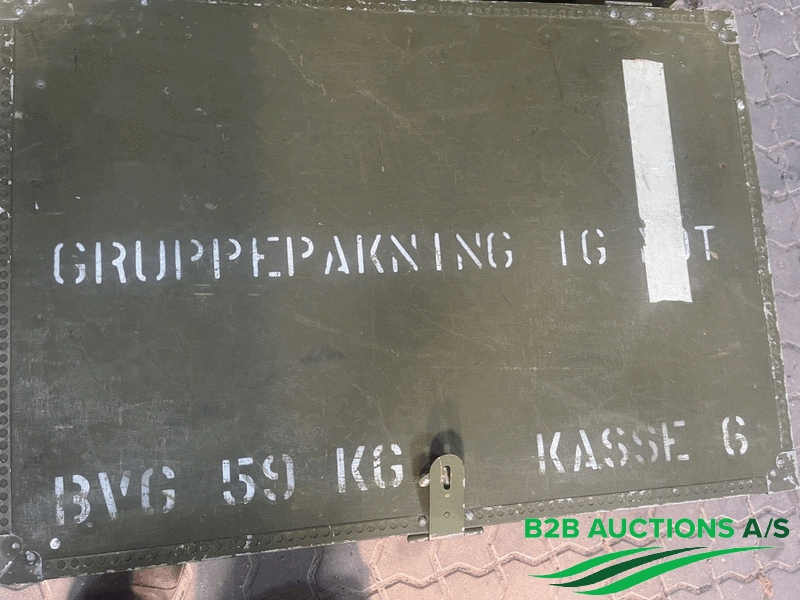 GRUPPEPAKNING IG
BVG 59 KG KASSE 6
B2B AUCTIONS A/S